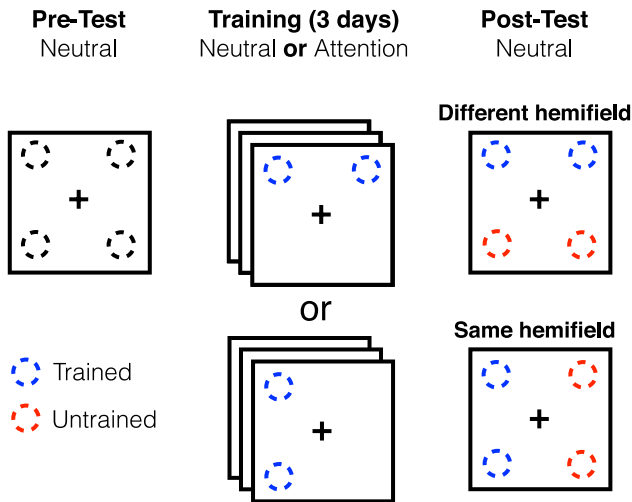 Pre-Test
Neutral
Training (3 days)
Neutral or Attention
Post-Test
Neutral
Different hemifield
or
Same hemifield
Trained
Untrained